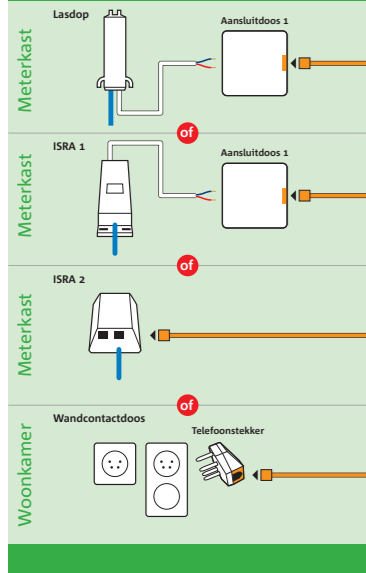 Meterkast
Lasdop
Aansluitdoos 1
of
Meterkast
ISRA 1
Aansluitdoos 1
of
Meterkast
ISRA 2
of
Woonkamer
Wandcontactdoos
Telefoonstekker